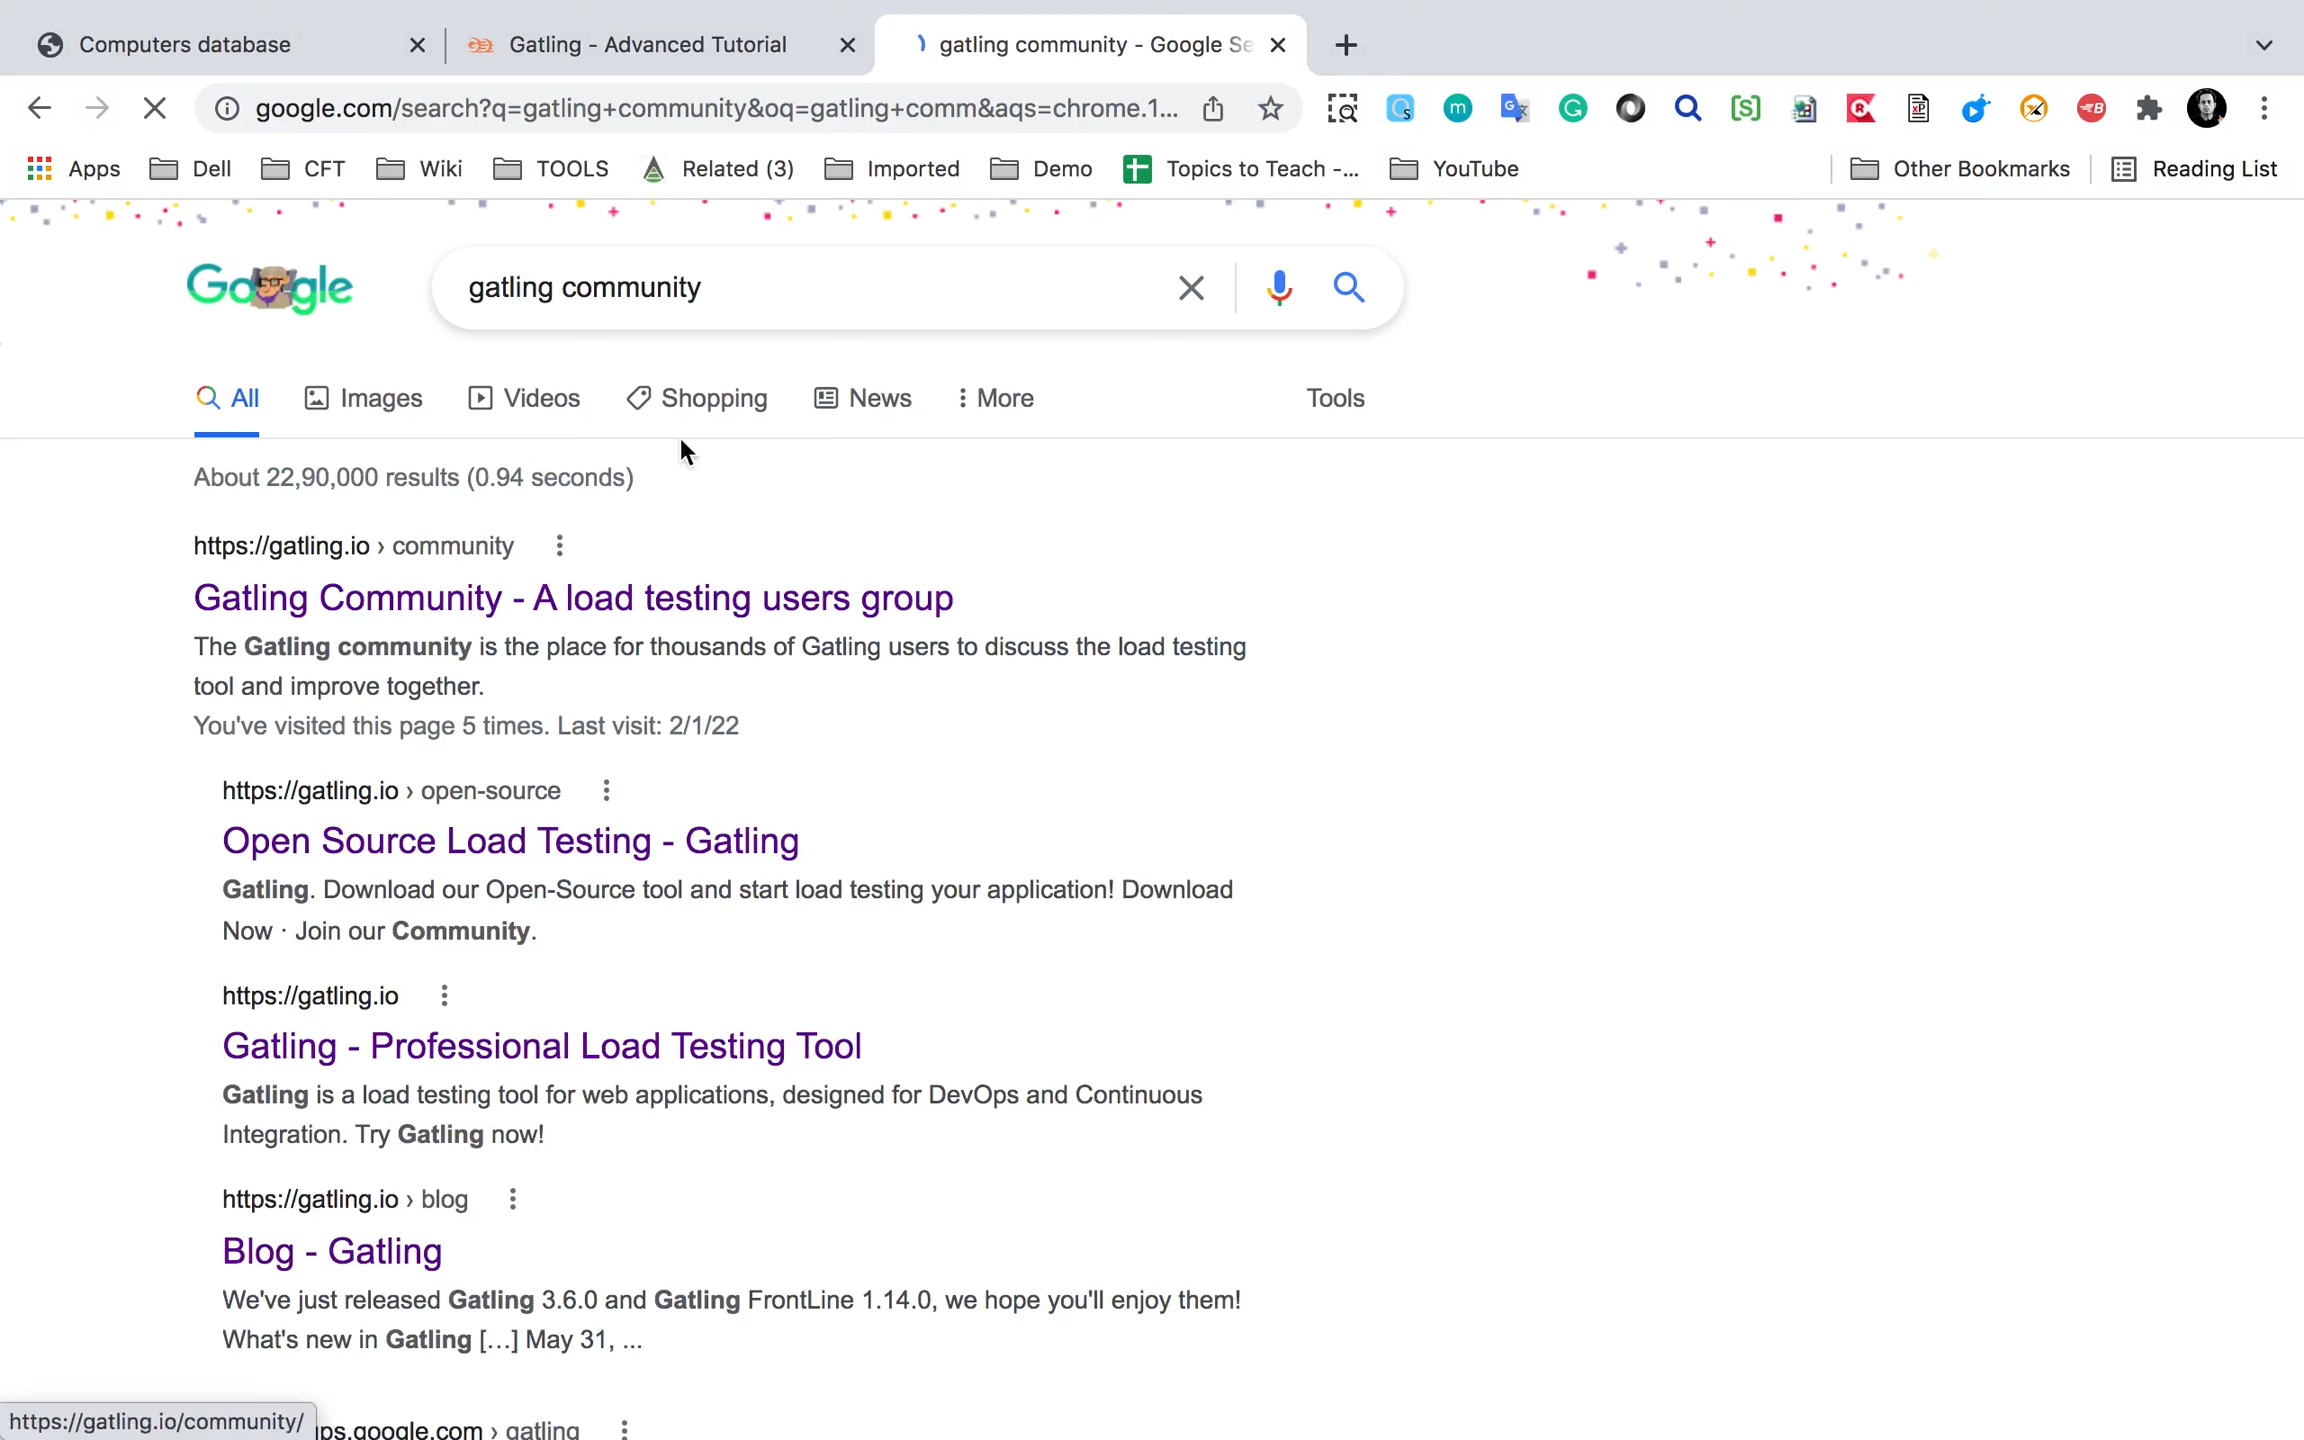 Computers database
Gatling - Advanced Tutorial
gatling community - Google Se
google.com/search?q=gatling+community&oq=gatling+comm&aqs=chrome.1...
Apps Dell CFT Wiki TOOLS Related (3) Imported Demo Topics to Teach -... YouTube Other Bookmarks Reading List
Google
gatling community
All Images Videos Shopping News More Tools
About 22,90,000 results (0.94 seconds)
https://gatling.io › community
Gatling Community - A load testing users group
The Gatling community is the place for thousands of Gatling users to discuss the load testing
tool and improve together.
You've visited this page 5 times. Last visit: 2/1/22
https://gatling.io › open-source
Open Source Load Testing - Gatling
Gatling. Download our Open-Source tool and start load testing your application! Download
Now · Join our Community.
https://gatling.io
Gatling - Professional Load Testing Tool
Gatling is a load testing tool for web applications, designed for DevOps and Continuous
Integration. Try Gatling now!
https://gatling.io › blog
Blog - Gatling
We've just released Gatling 3.6.0 and Gatling FrontLine 1.14.0, we hope you'll enjoy them!
What's new in Gatling [...] May 31, ...
https://gatling.io/community/
ps.google.com › gatling